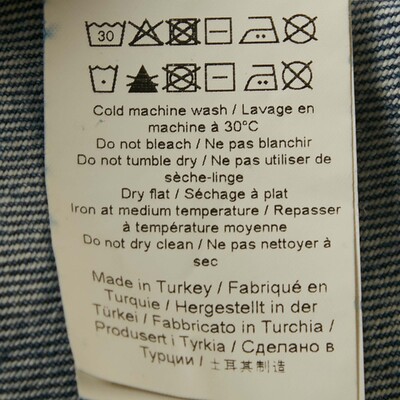 30
Cold machine wash / Lavage en
machine à 30°C
Do not bleach / Ne pas blanchir
Do not tumble dry / Ne pas utiliser de
sèche-linge
Dry flat / Séchage à plat
Iron at medium temperature / Repasser
à température moyenne
Do not dry clean / Ne pas nettoyer à
sec
Made in Turkey / Fabriqué en
Turquie / Hergestellt in der
Türkei / Fabbricato in Turchia /
Produsert i Tyrkia / Сделано в
Турции / 土耳其制造